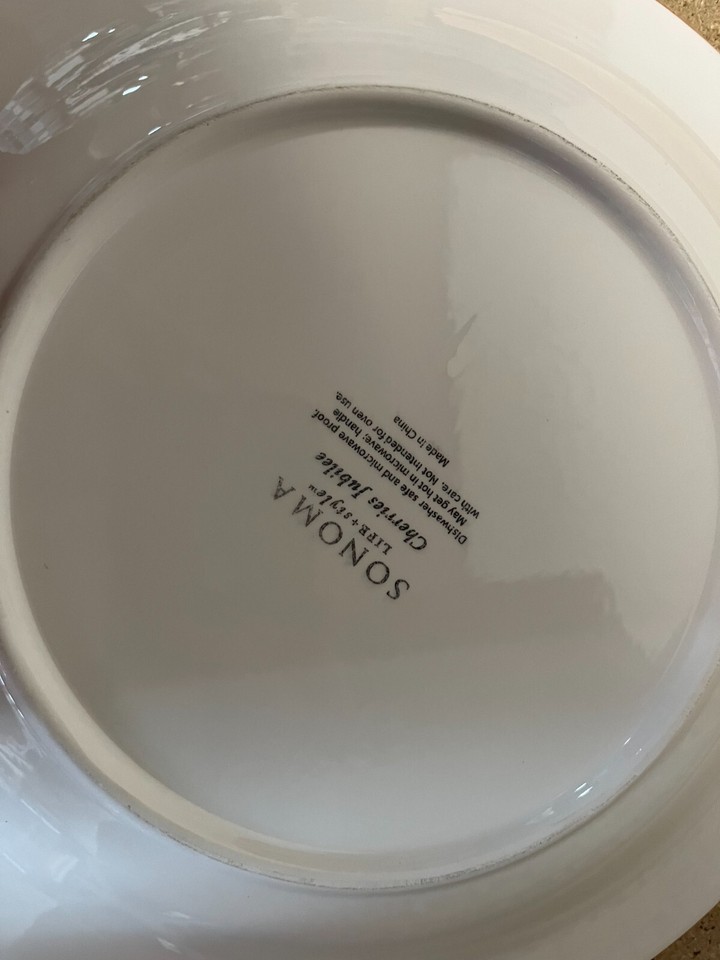 SONOMA
LIFE + style™
Cherries Jubilee
Dishwasher safe and microwave proof.
May get hot in microwave; handle
with care. Not intended for oven use.
Made in China